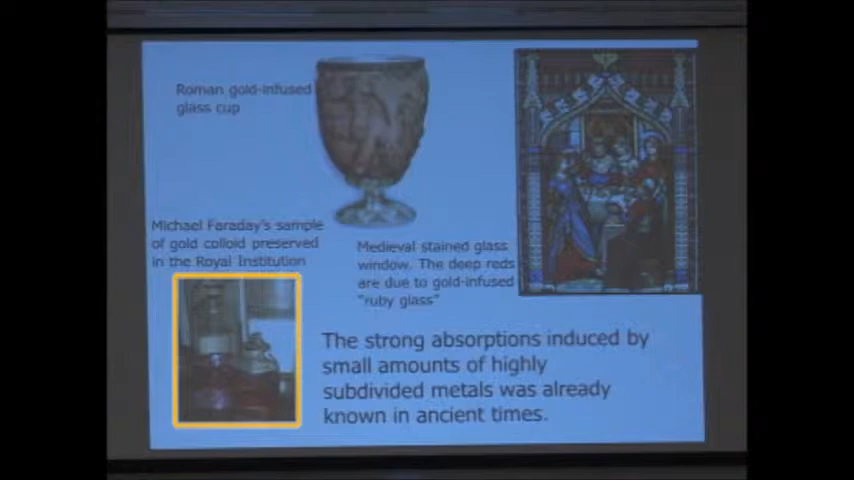 Roman gold-infused
glass cup
Michael Faraday's sample
of gold colloid preserved
in the Royal Institution
Medieval stained glass
window. The deep reds
are due to gold-infused
"ruby glass"
The strong absorptions induced by
small amounts of highly
subdivided metals was already
known in ancient times.